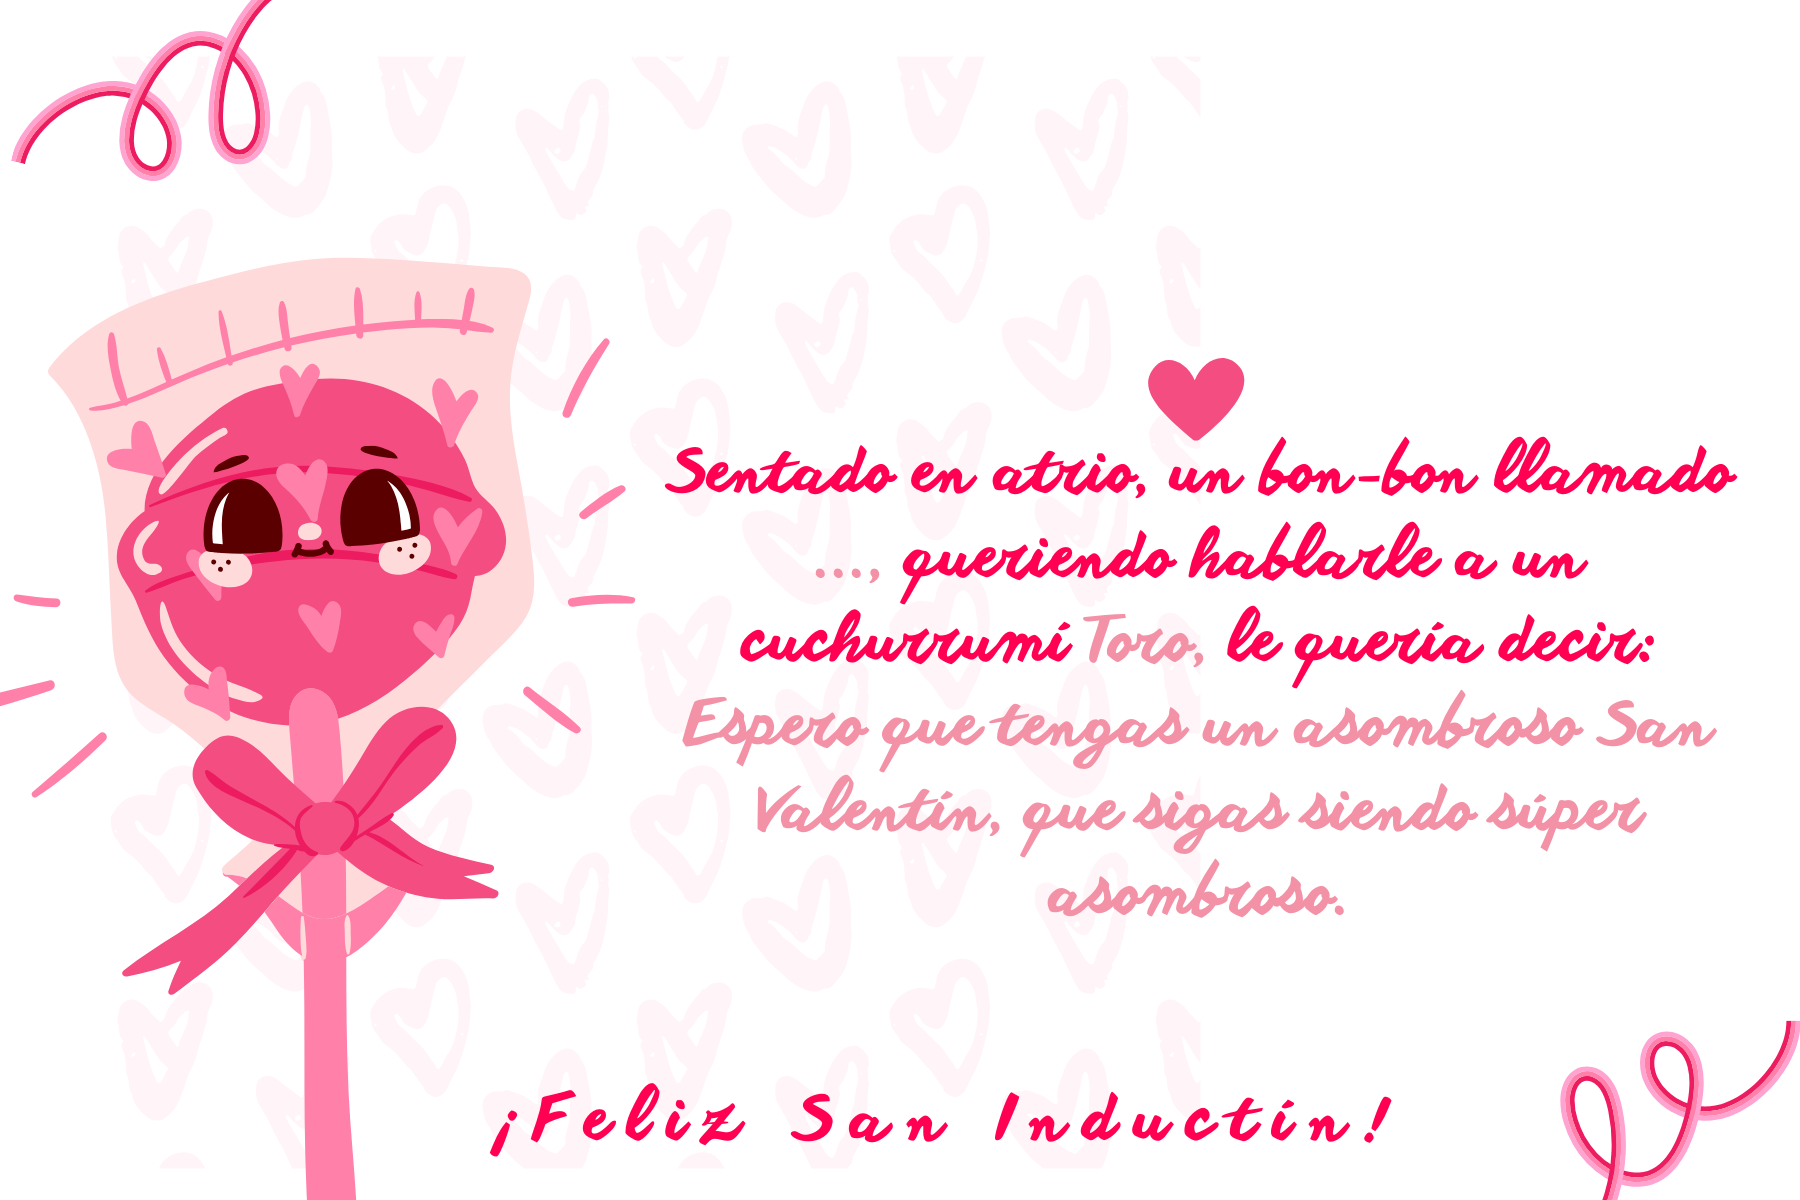 Sentado en atrio, un bon-bon llamado
..., queriendo hablarle a un
cuchurrumí Toro, le quería decir:
Espero que tengas un asombroso San
Valentín, que sigas siendo súper
asombroso.
¡Feliz San Inductín!